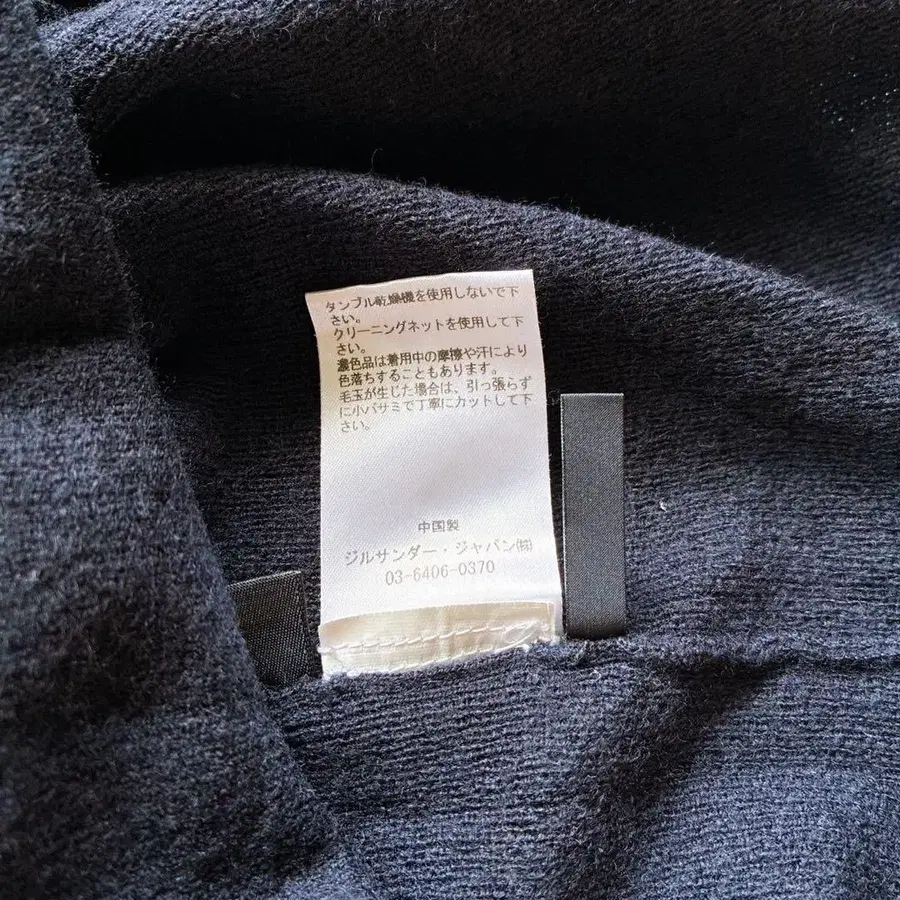 タンブル乾燥機を使用しないで下
さい。
クリーニングネットを使用して下
さい。
濃色品は着用中の摩擦や汗により
色落ちすることもあります。
毛玉が生じた場合は、引っ張らず
に小バサミで丁寧にカットして下
さい。
中国製
ジルサンダー・ジャパン㈱
03-6406-0370